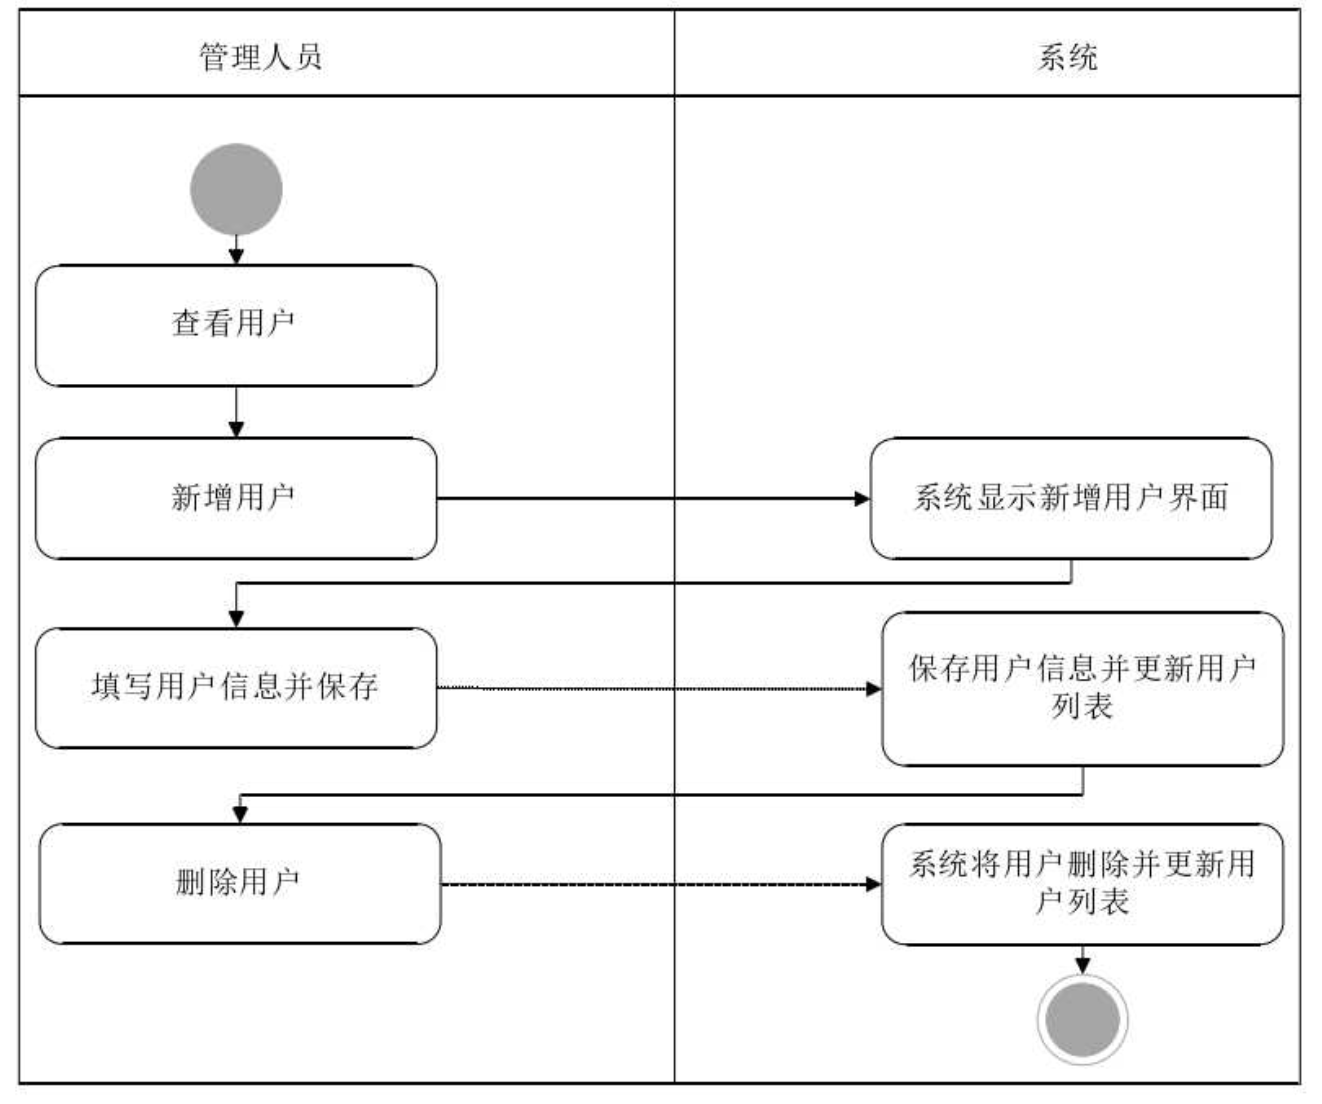 管理人员
系统
查看用户
新增用户
系统显示新增用户界面
填写用户信息并保存
保存用户信息并更新用户
列表
删除用户
系统将用户删除并更新用
户列表